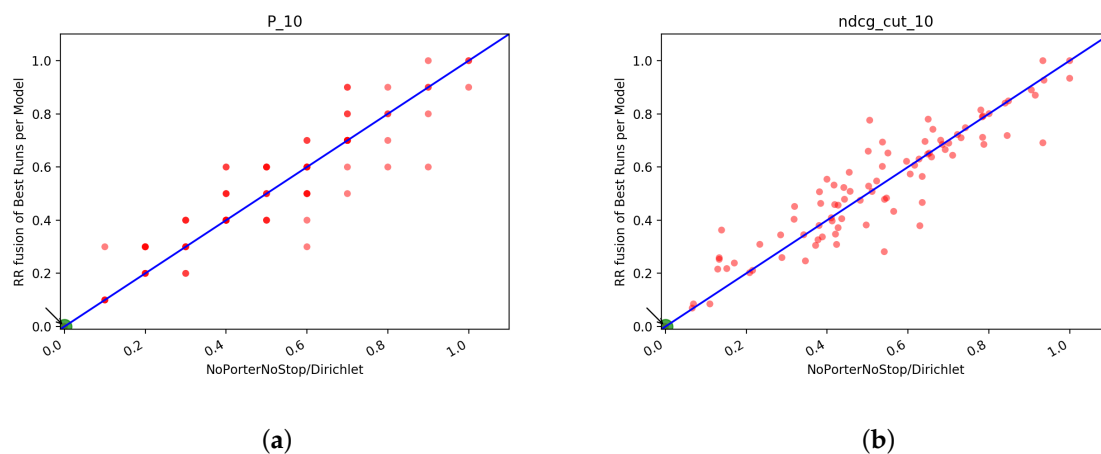 P_10
RR fusion of Best Runs per Model
1.0
0.8
0.6
0.4
0.2
0.0
0.0 0.2 0.4 0.6 0.8 1.0
NoPorterNoStop/Dirichlet
(a)
ndcg_cut_10
RR fusion of Best Runs per Model
1.0
0.8
0.6
0.4
0.2
0.0
0.0 0.2 0.4 0.6 0.8 1.0
NoPorterNoStop/Dirichlet
(b)